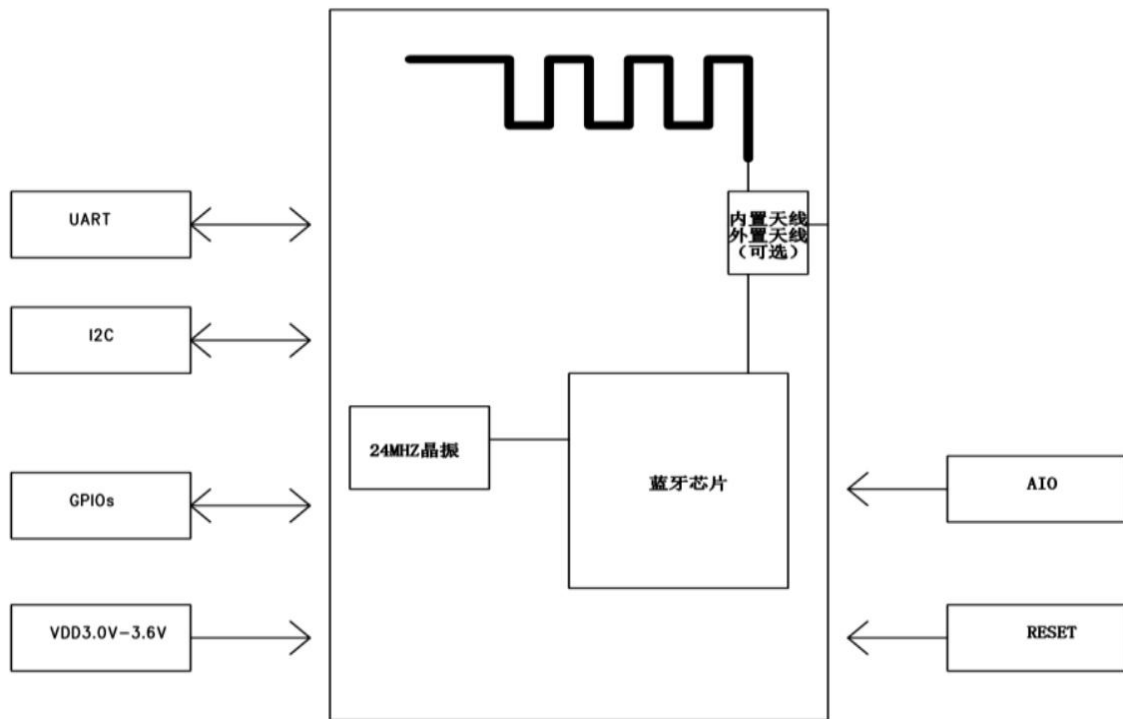 UART
I2C
GPIOs
VDD3.0V-3.6V
内置天线
外置天线
（可选）
24MHZ晶振
蓝牙芯片
AIO
RESET